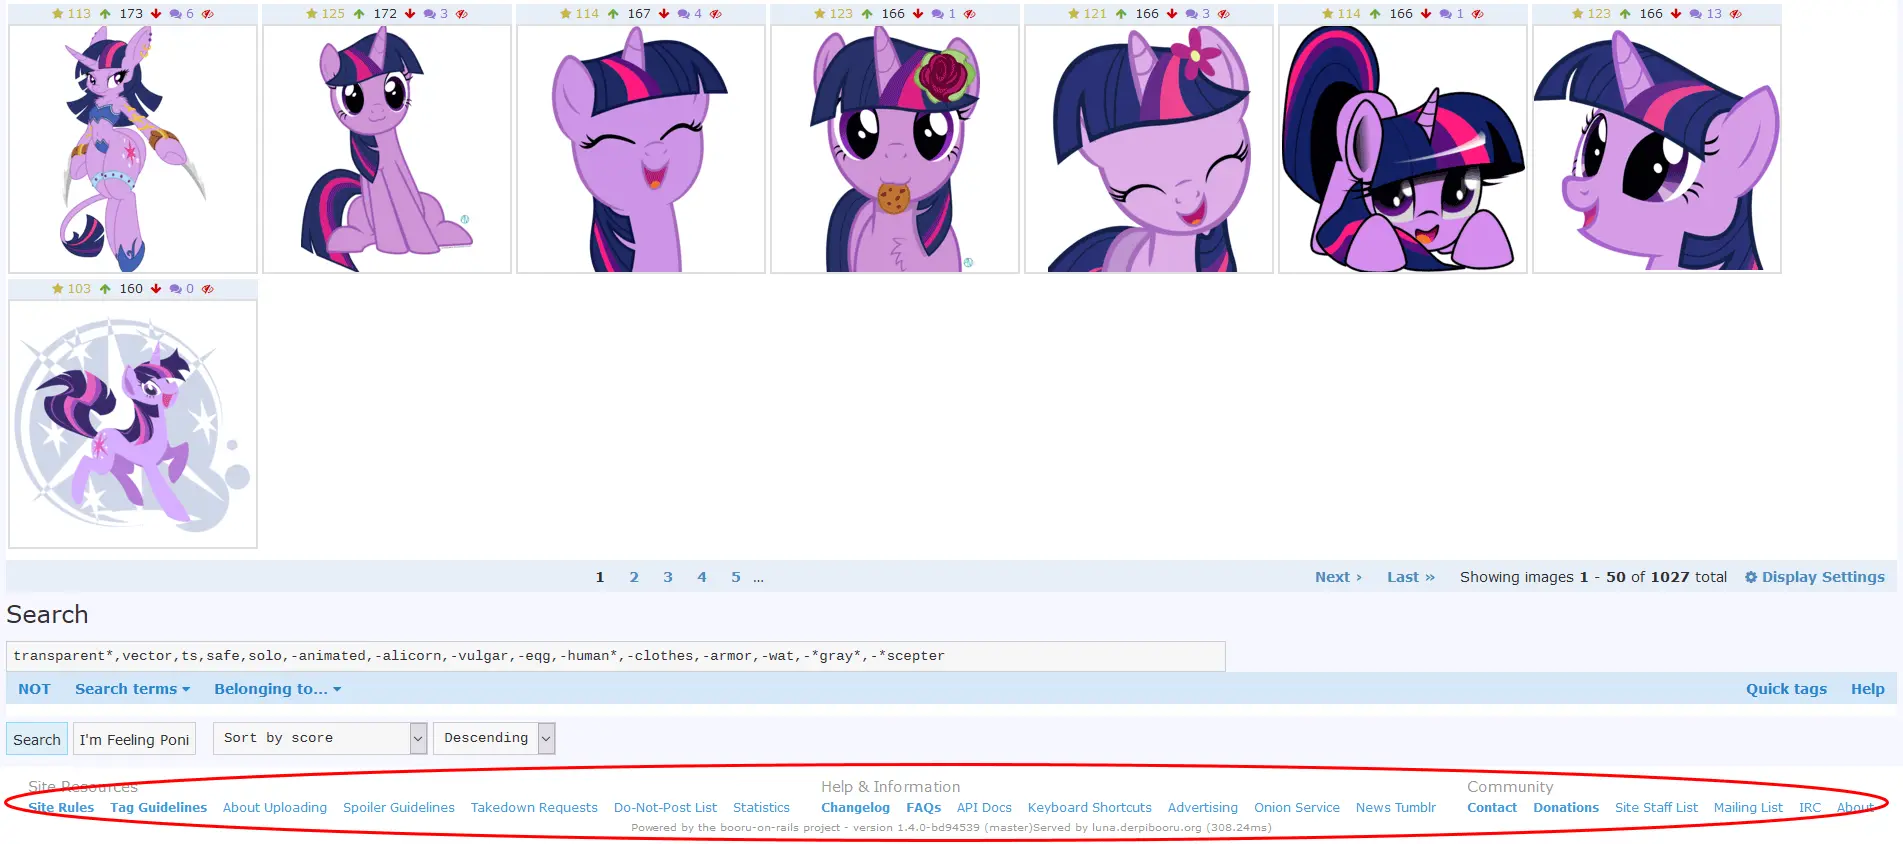 113 173 6
125 172 3
114 167 4
123 166 1
121 166 3
114 166 1
123 166 13
103 160 0
1 2 3 4 5 ... Next › Last » Showing images 1 - 50 of 1027 total Display Settings
Search
transparent*,vector,ts,safe,solo,-animated,-alicorn,-vulgar,-eqg,-human*,-clothes,-armor,-wat,-*gray*,-*scepter
NOT Search terms Belonging to... Quick tags Help
Search I'm Feeling Poni Sort by score Descending
Site Resources Help & Information Community
Site Rules Tag Guidelines About Uploading Spoiler Guidelines Takedown Requests Do-Not-Post List Statistics Changelog FAQs API Docs Keyboard Shortcuts Advertising Onion Service News Tumblr Contact Donations Site Staff List Mailing List IRC About
Powered by the booru-on-rails project - version 1.4.0-bd94539 (master)Served by luna.derpibooru.org (308.24ms)